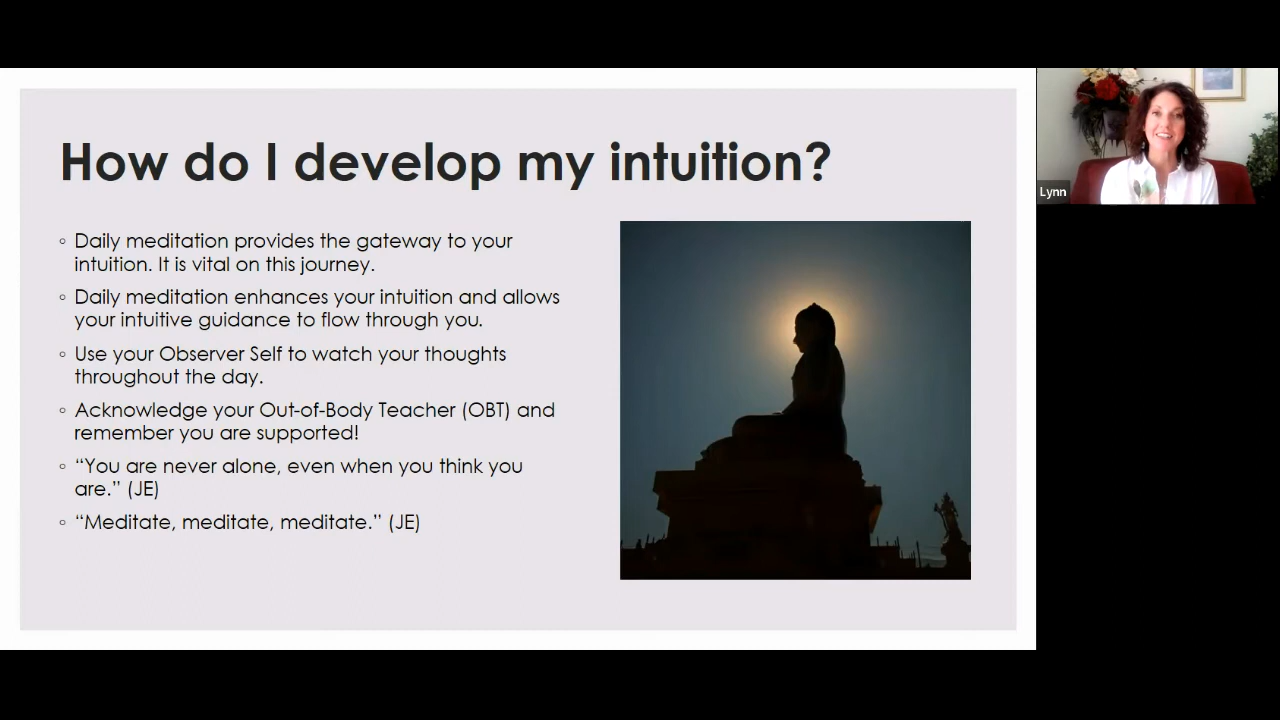 How do I develop my intuition?
◦ Daily meditation provides the gateway to your
intuition. It is vital on this journey.
◦ Daily meditation enhances your intuition and allows
your intuitive guidance to flow through you.
◦ Use your Observer Self to watch your thoughts
throughout the day.
◦ Acknowledge your Out-of-Body Teacher (OBT) and
remember you are supported!
◦ “You are never alone, even when you think you
are.” (JE)
◦ “Meditate, meditate, meditate.” (JE)
Lynn